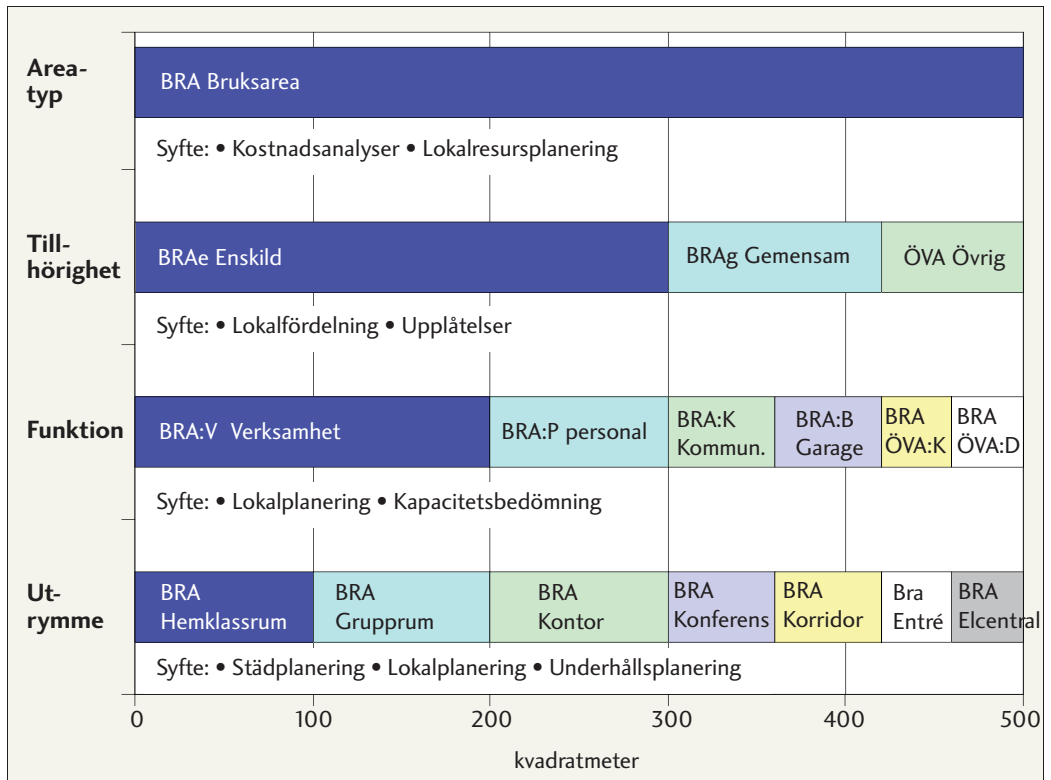 Area-
typ
BRA Bruksarea
Syfte: • Kostnadsanalyser • Lokalresursplanering
Till-
hörighet
BRAe Enskild
BRAg Gemensam
ÖVA Övrig
Syfte: • Lokalfördelning • Upplåtelser
Funktion
BRA:V Verksamhet
BRA:P personal
BRA:K
Kommun.
BRA:B
Garage
BRA
ÖVA:K
BRA
ÖVA:D
Syfte: • Lokalplanering • Kapacitetsbedömning
Ut-
rymme
BRA
Hemklassrum
BRA
Grupprum
BRA
Kontor
BRA
Konferens
BRA
Korridor
Bra
Entré
BRA
Elcentral
Syfte: • Städplanering • Lokalplanering • Underhållsplanering
0 100 200 300 400 500
kvadratmeter